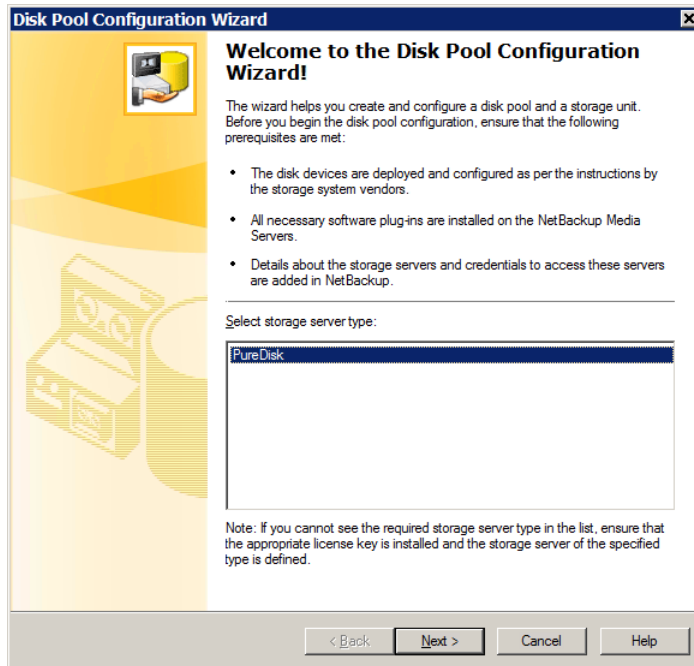 Disk Pool Configuration Wizard
Welcome to the Disk Pool Configuration
Wizard!
The wizard helps you create and configure a disk pool and a storage unit.
Before you begin the disk pool configuration, ensure that the following
prerequisites are met:
• The disk devices are deployed and configured as per the instructions by
the storage system vendors.
• All necessary software plug-ins are installed on the NetBackup Media
Servers.
• Details about the storage servers and credentials to access these servers
are added in NetBackup.
Select storage server type:
PureDisk
Note: If you cannot see the required storage server type in the list, ensure that
the appropriate license key is installed and the storage server of the specified
type is defined.
< Back Next > Cancel Help